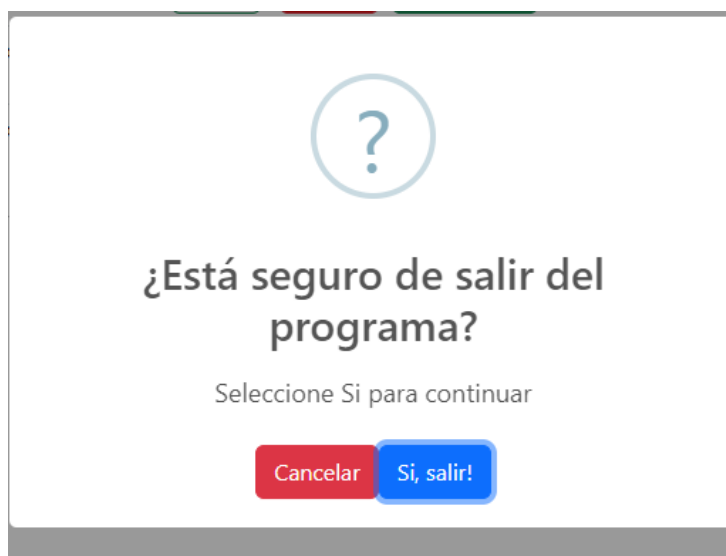 ?
¿Está seguro de salir del
programa?
Seleccione Si para continuar
Cancelar
Si, salir!